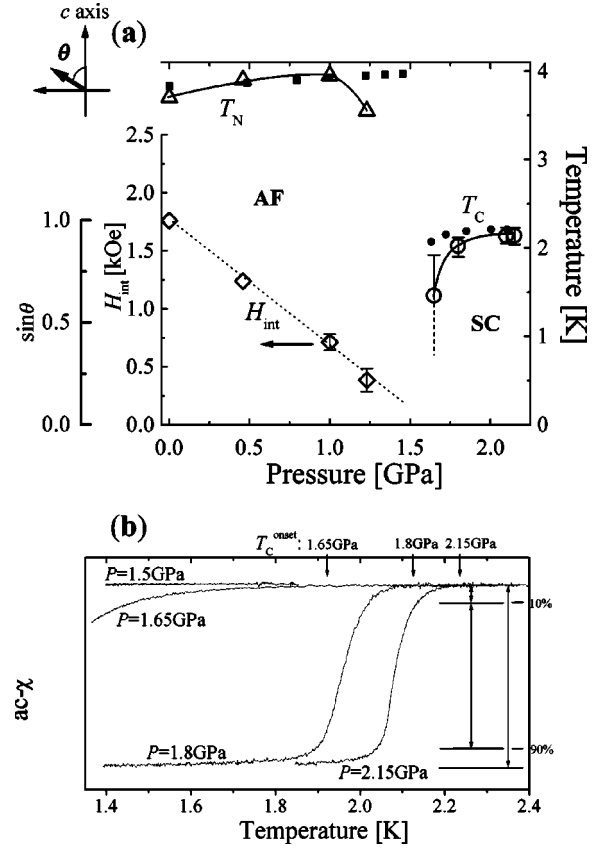 c axis
θ
(a)
T_N
AF
H_int
T_C
SC
2.5
2.0
1.5
1.0
0.5
0.0
H_int [kOe]
1.0
0.5
0.0
sinθ
4
3
2
1
0
Temperature [K]
0.0 0.5 1.0 1.5 2.0
Pressure [GPa]
(b)
T_C^onset: 1.65GPa 1.8GPa 2.15GPa
P=1.5GPa
P=1.65GPa
P=1.8GPa
P=2.15GPa
10%
90%
ac-χ
1.4 1.6 1.8 2.0 2.2 2.4
Temperature [K]